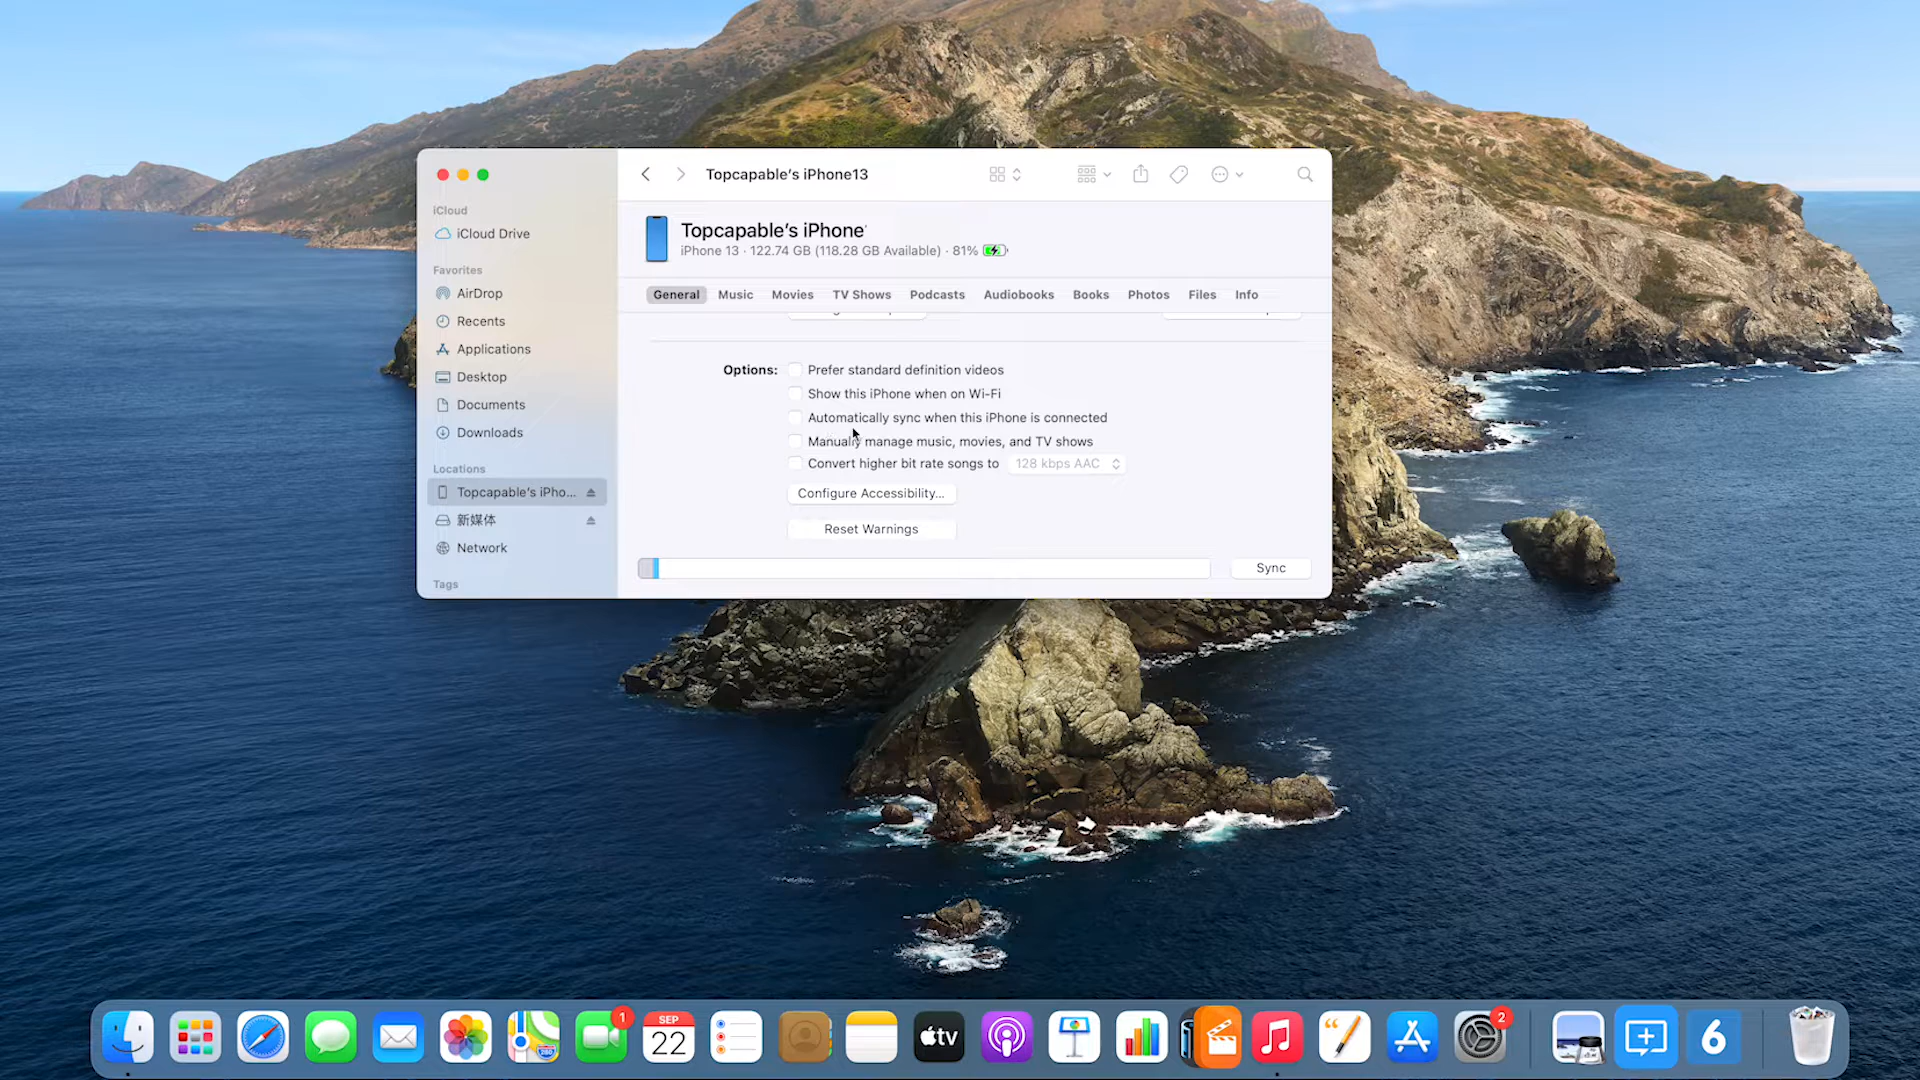 Topcapable's iPhone13
iCloud
iCloud Drive
Favorites
AirDrop
Recents
Applications
Desktop
Documents
Downloads
Locations
Topcapable's iPho...
新媒体
Network
Tags
Topcapable's iPhone
iPhone 13 · 122.74 GB (118.28 GB Available) · 81%
General Music Movies TV Shows Podcasts Audiobooks Books Photos Files Info
Options: Prefer standard definition videos
Show this iPhone when on Wi-Fi
Automatically sync when this iPhone is connected
Manually manage music, movies, and TV shows
Convert higher bit rate songs to 128 kbps AAC
Configure Accessibility...
Reset Warnings
Sync
1
SEP
22
tv
2
6